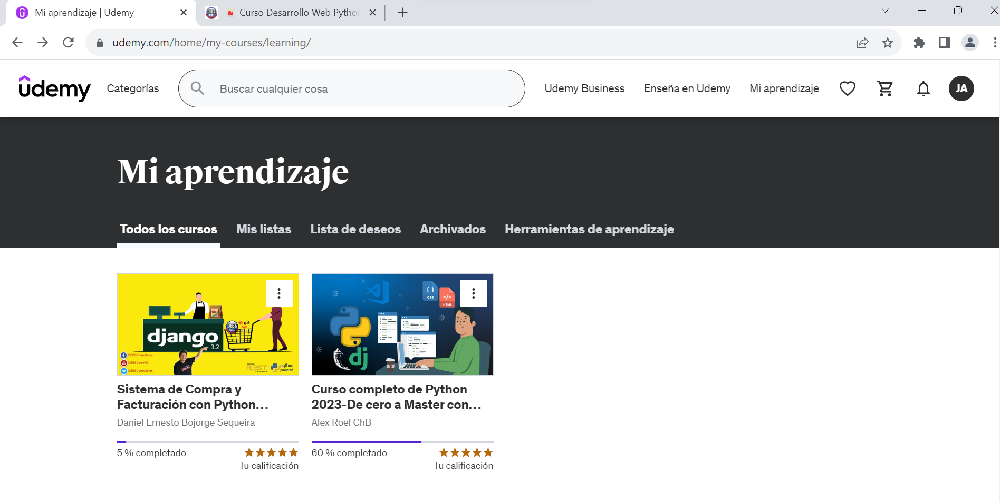 Mi aprendizaje | Udemy
Curso Desarrollo Web Pytho
udemy.com/home/my-courses/learning/
udemy
Categorías
Buscar cualquier cosa
Udemy Business
Enseña en Udemy
Mi aprendizaje
JA
Mi aprendizaje
Todos los cursos
Mis listas
Lista de deseos
Archivados
Herramientas de aprendizaje
DEBS
git
django
3.2
DEBSConsultores
DEBSDaniel03
DEBSConsultores
django
REST
framework
python
powered
{ }
CSS
</>
HTML
dj
Sistema de Compra y
Facturación con Python...
Daniel Ernesto Bojorge Sequeira
5 % completado
Tu calificación
Curso completo de Python
2023-De cero a Master con...
Alex Roel ChB
60 % completado
Tu calificación